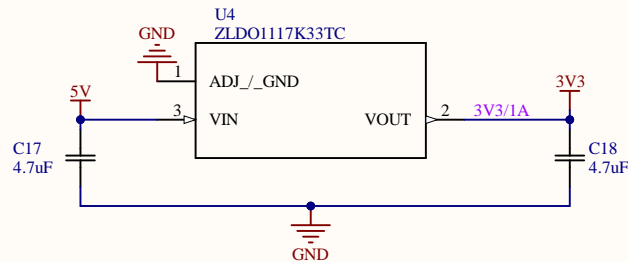 U4
ZLDO1117K33TC
GND
1
ADJ_/_GND
5V
3
VIN
VOUT
2
3V3/1A
3V3
C17
4.7uF
C18
4.7uF
GND